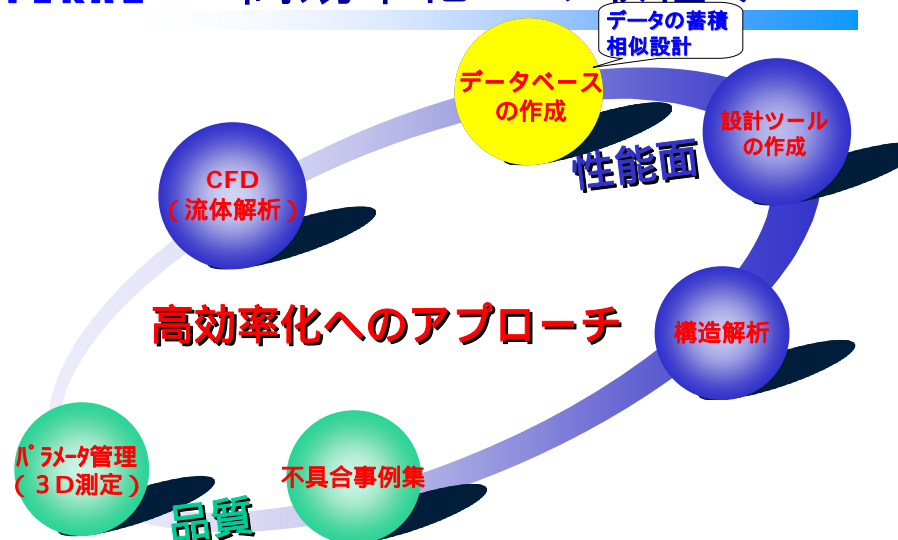 データの蓄積
相似設計
データベース
の作成
設計ツール
の作成
性能面
CFD
（流体解析）
高効率化へのアプローチ
構造解析
ﾊﾟﾗﾒｰﾀ管理
（３D測定）
不具合事例集
品質